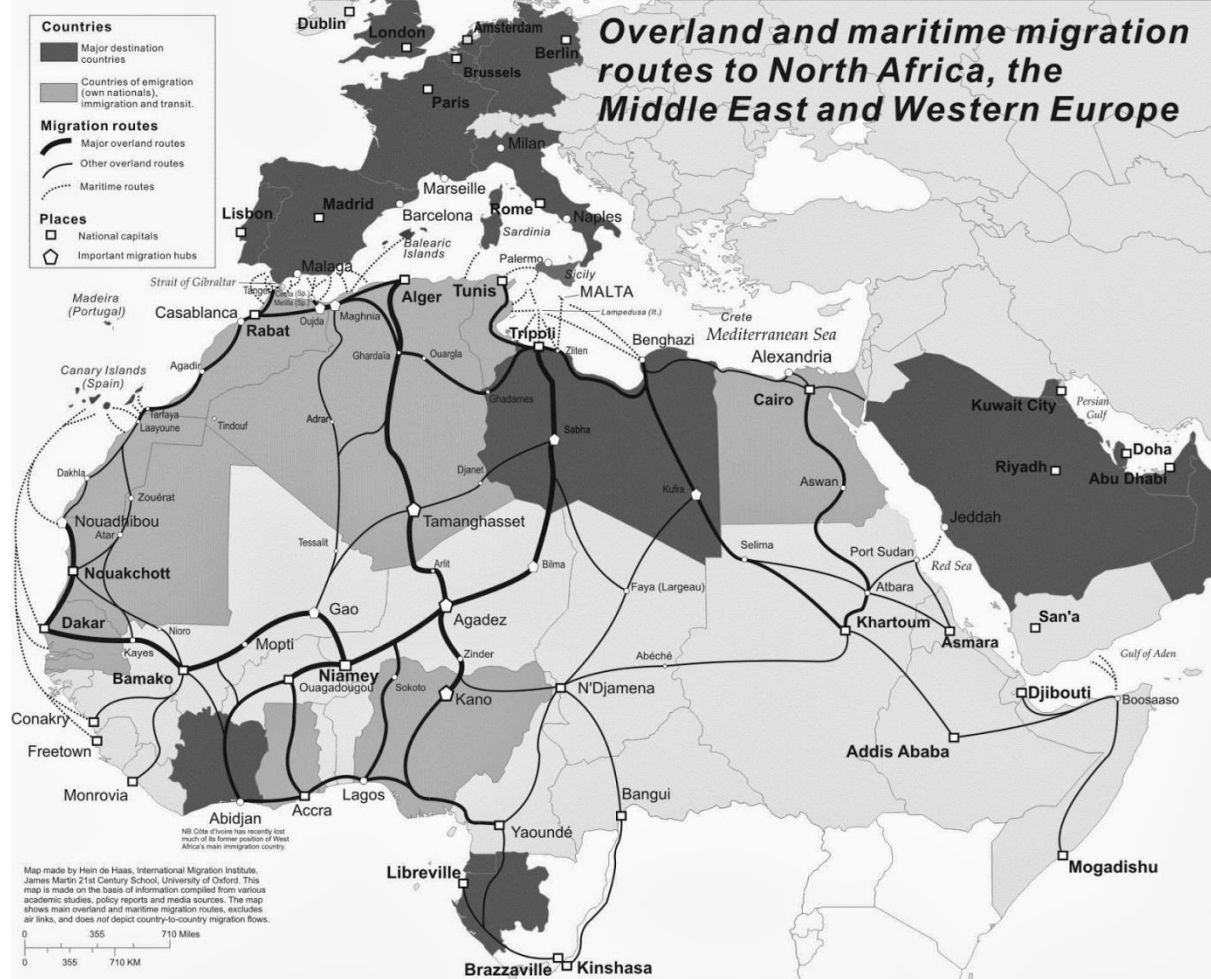 Overland and maritime migration
routes to North Africa, the
Middle East and Western Europe
Countries
Major destination
countries
Countries of emigration
(own nationals),
immigration and transit.
Migration routes
Major overland routes
Other overland routes
Maritime routes
Places
National capitals
Important migration hubs
Dublin
London
Amsterdam
Berlin
Brussels
Paris
Milan
Marseille
Lisbon
Madrid
Barcelona
Rome
Naples
Sardinia
Balearic
Islands
Palermo
Sicily
Malaga
Strait of Gibraltar
Tanger
Ceuta (Sp.)
Melilla (Sp.)
Alger
Tunis
MALTA
Lampedusa (It.)
Madeira
(Portugal)
Casablanca
Rabat
Oujda
Maghnia
Crete
Mediterranean Sea
Tripoli
Zliten
Benghazi
Alexandria
Ghardaïa
Ouargla
Agadir
Canary Islands
(Spain)
Ghadames
Cairo
Kuwait City
Persian
Gulf
Tarfaya
Laayoune
Tindouf
Adrar
Sabha
Doha
Riyadh
Abu Dhabi
Dakhla
Zouérat
Djanet
Kufra
Aswan
Nouadhibou
Atar
Tamanghasset
Jeddah
Tessalit
Selima
Port Sudan
Red Sea
Nouakchott
Arlit
Bilma
Faya (Largeau)
Atbara
Gao
Agadez
Dakar
Nioro
Khartoum
Asmara
San'a
Kayes
Mopti
Zinder
Abéché
Gulf of Aden
Bamako
Niamey
Ouagadougou
Sokoto
Kano
N'Djamena
Djibouti
Boosaaso
Conakry
Freetown
Addis Ababa
Monrovia
Abidjan
Accra
Lagos
Bangui
NB Côte d'Ivoire has recently lost
much of its former position of West
Africa's main immigration country.
Yaoundé
Libreville
Mogadishu
Map made by Hein de Haas, International Migration Institute,
James Martin 21st Century School, University of Oxford. This
map is made on the basis of information compiled from various
academic studies, policy reports and media sources. The map
shows main overland and maritime migration routes, excludes
air links, and does not depict country-to-country migration flows.
0 355 710 Miles
0 355 710 KM
Brazzaville
Kinshasa